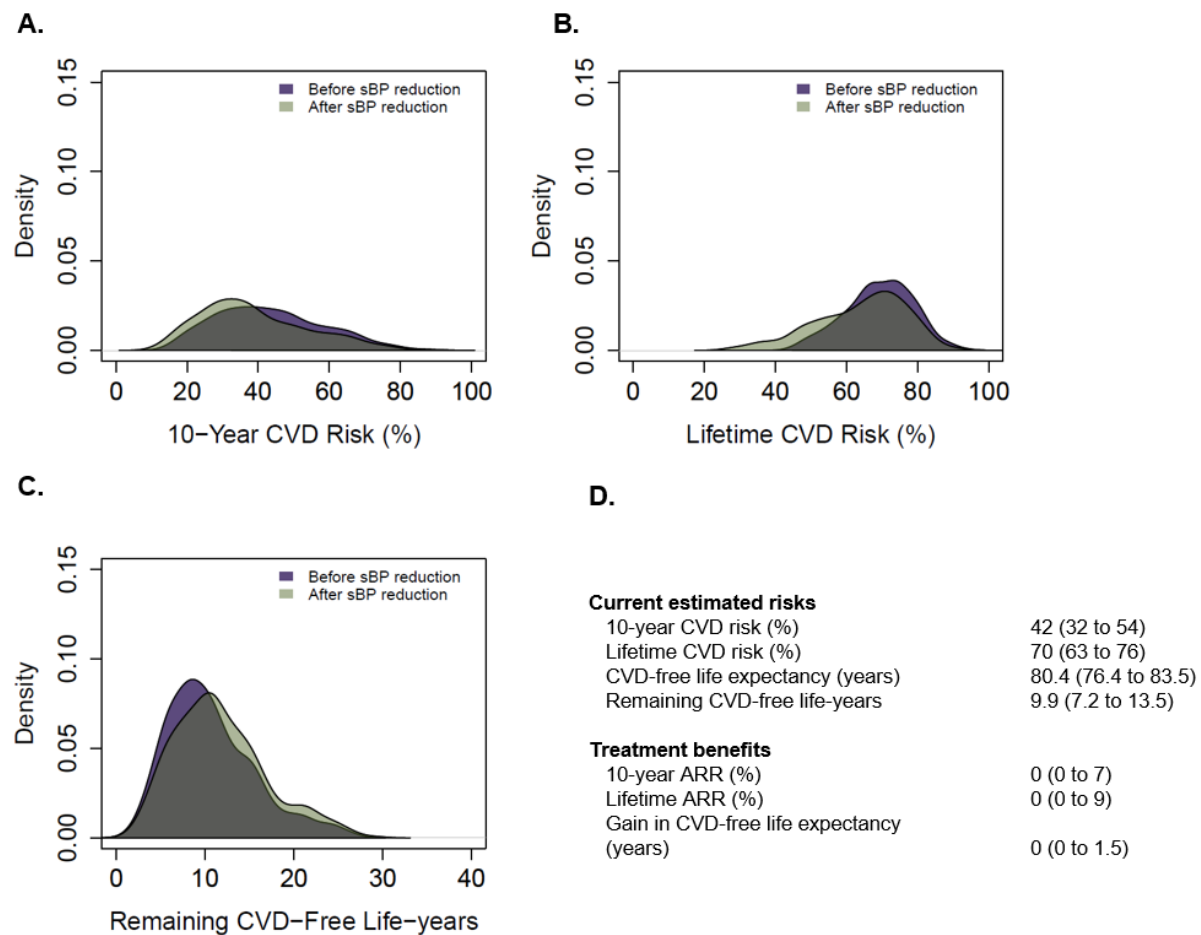 A.
0.15
0.10
0.05
0.00
Density
Before sBP reduction
After sBP reduction
0 20 40 60 80 100
10−Year CVD Risk (%)
B.
0.15
0.10
0.05
0.00
Density
Before sBP reduction
After sBP reduction
0 20 40 60 80 100
Lifetime CVD Risk (%)
C.
0.15
0.10
0.05
0.00
Density
Before sBP reduction
After sBP reduction
0 10 20 30 40
Remaining CVD−Free Life−years
D.
Current estimated risks
10-year CVD risk (%) 42 (32 to 54)
Lifetime CVD risk (%) 70 (63 to 76)
CVD-free life expectancy (years) 80.4 (76.4 to 83.5)
Remaining CVD-free life-years 9.9 (7.2 to 13.5)
Treatment benefits
10-year ARR (%) 0 (0 to 7)
Lifetime ARR (%) 0 (0 to 9)
Gain in CVD-free life expectancy
(years) 0 (0 to 1.5)